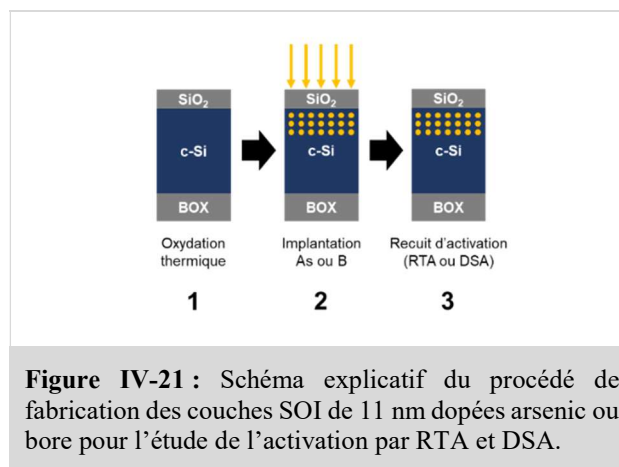 SiO2 SiO2 SiO2
c-Si c-Si c-Si
BOX BOX BOX
Oxydation Implantation Recuit d'activation
thermique As ou B (RTA ou DSA)
1 2 3
Figure IV-21 : Schéma explicatif du procédé de
fabrication des couches SOI de 11 nm dopées arsenic ou
bore pour l'étude de l'activation par RTA et DSA.